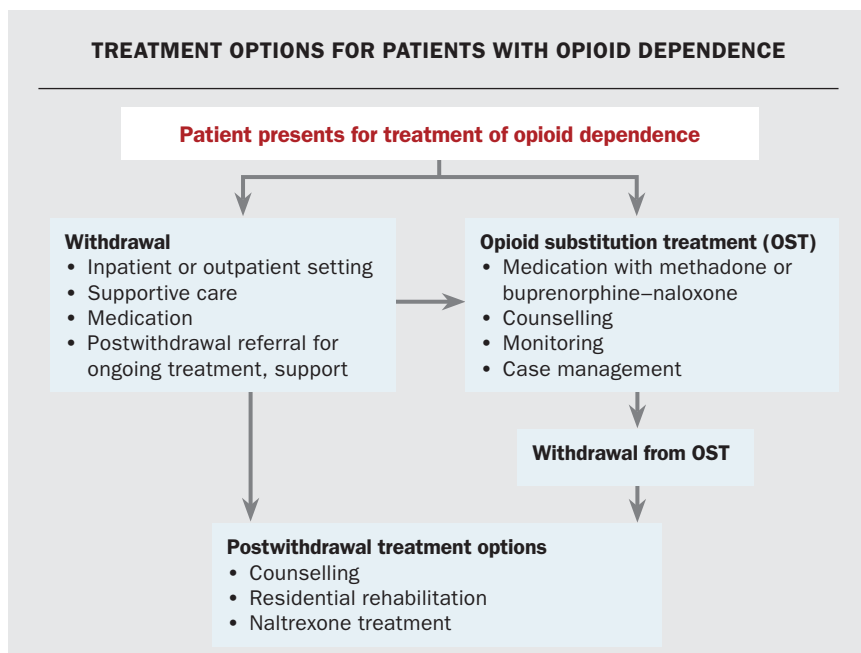 TREATMENT OPTIONS FOR PATIENTS WITH OPIOID DEPENDENCE
Patient presents for treatment of opioid dependence
Withdrawal
• Inpatient or outpatient setting
• Supportive care
• Medication
• Postwithdrawal referral for
ongoing treatment, support
Opioid substitution treatment (OST)
• Medication with methadone or
buprenorphine–naloxone
• Counselling
• Monitoring
• Case management
Withdrawal from OST
Postwithdrawal treatment options
• Counselling
• Residential rehabilitation
• Naltrexone treatment